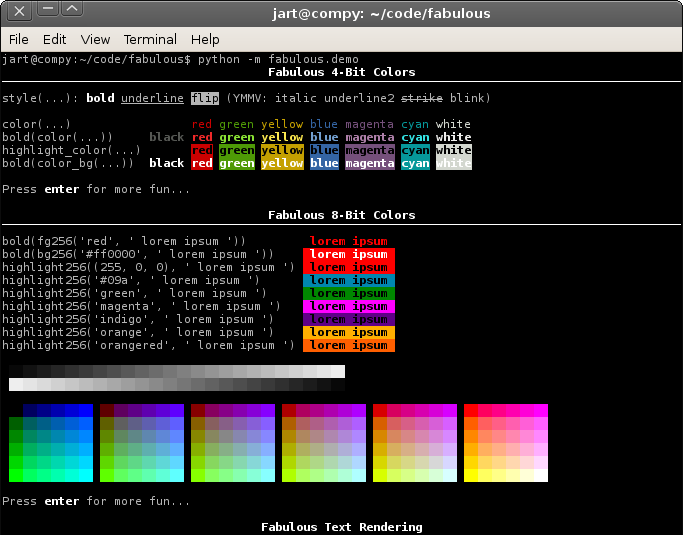 jart@compy: ~/code/fabulous
File Edit View Terminal Help
jart@compy:~/code/fabulous$ python -m fabulous.demo
Fabulous 4-Bit Colors
style(...): bold underline flip (YMMV: italic underline2 strike blink)
color(...) red green yellow blue magenta cyan white
bold(color(...)) black red green yellow blue magenta cyan white
highlight_color(...) red green yellow blue magenta cyan white
bold(color_bg(...)) black red green yellow blue magenta cyan white
Press enter for more fun...
Fabulous 8-Bit Colors
bold(fg256('red', ' lorem ipsum ')) lorem ipsum
bold(bg256('#ff0000', ' lorem ipsum ')) lorem ipsum
highlight256((255, 0, 0), ' lorem ipsum ') lorem ipsum
highlight256('#09a', ' lorem ipsum ') lorem ipsum
highlight256('green', ' lorem ipsum ') lorem ipsum
highlight256('magenta', ' lorem ipsum ') lorem ipsum
highlight256('indigo', ' lorem ipsum ') lorem ipsum
highlight256('orange', ' lorem ipsum ') lorem ipsum
highlight256('orangered', ' lorem ipsum ') lorem ipsum
Press enter for more fun...
Fabulous Text Rendering